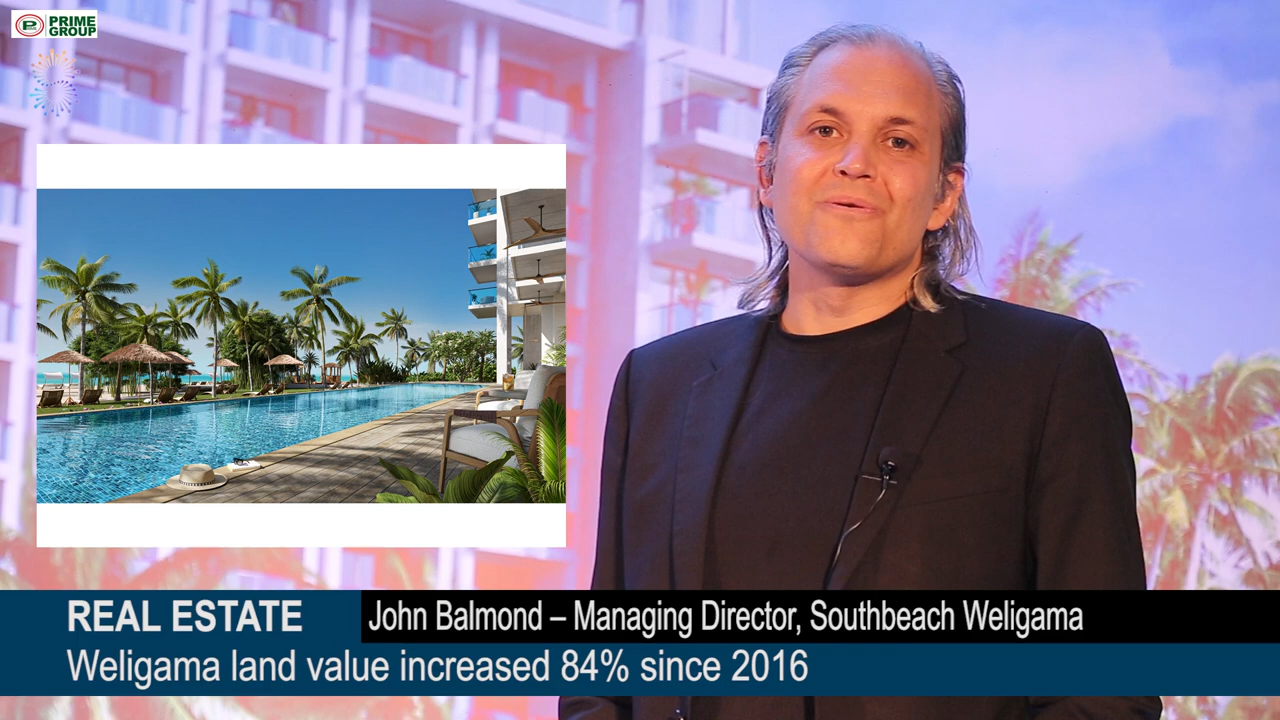 PRIME
GROUP
REAL ESTATE
John Balmond – Managing Director, Southbeach Weligama
Weligama land value increased 84% since 2016